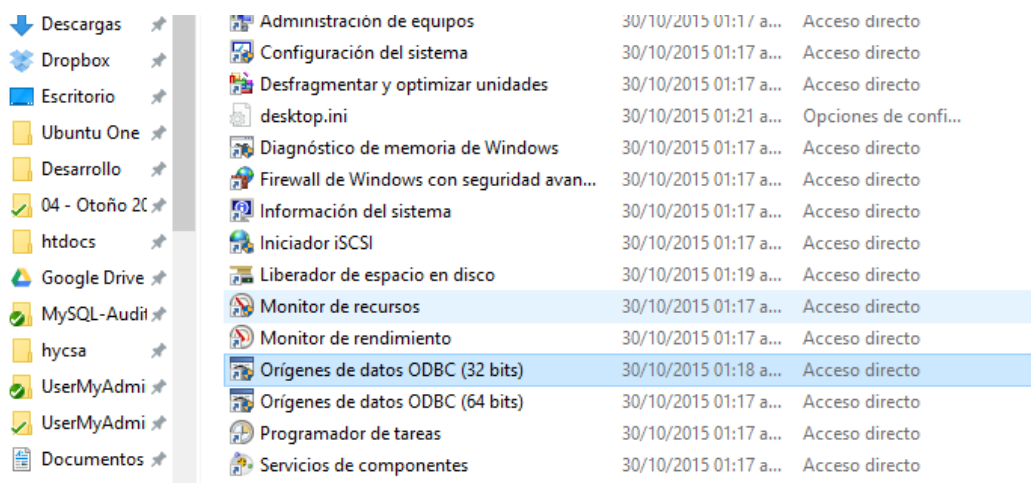 Descargas
Dropbox
Escritorio
Ubuntu One
Desarrollo
04 - Otoño 20
htdocs
Google Drive
MySQL-Audit
hycsa
UserMyAdmi
UserMyAdmi
Documentos
Administración de equipos 30/10/2015 01:17 a... Acceso directo
Configuración del sistema 30/10/2015 01:17 a... Acceso directo
Desfragmentar y optimizar unidades 30/10/2015 01:17 a... Acceso directo
desktop.ini 30/10/2015 01:21 a... Opciones de confi...
Diagnóstico de memoria de Windows 30/10/2015 01:17 a... Acceso directo
Firewall de Windows con seguridad avan... 30/10/2015 01:17 a... Acceso directo
Información del sistema 30/10/2015 01:17 a... Acceso directo
Iniciador iSCSI 30/10/2015 01:17 a... Acceso directo
Liberador de espacio en disco 30/10/2015 01:19 a... Acceso directo
Monitor de recursos 30/10/2015 01:17 a... Acceso directo
Monitor de rendimiento 30/10/2015 01:17 a... Acceso directo
Orígenes de datos ODBC (32 bits) 30/10/2015 01:18 a... Acceso directo
Orígenes de datos ODBC (64 bits) 30/10/2015 01:17 a... Acceso directo
Programador de tareas 30/10/2015 01:17 a... Acceso directo
Servicios de componentes 30/10/2015 01:17 a... Acceso directo